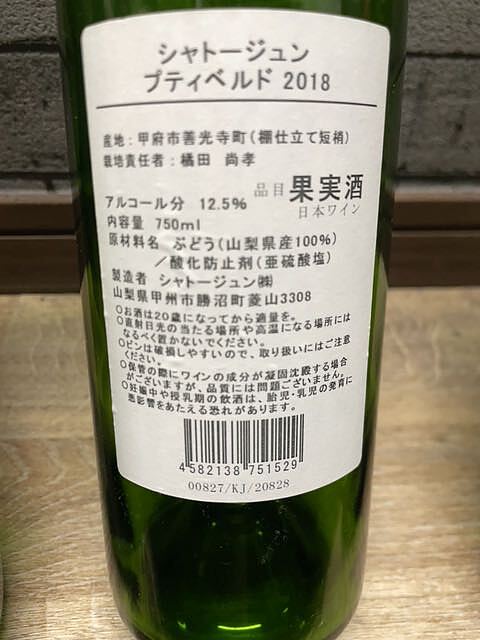 シャトージュン
プティベルド 2018
産地:甲府市善光寺町(棚仕立て短梢)
栽培責任者:橘田 尚孝
アルコール分 12.5%
品目 果実酒
日本ワイン
内容量 750ml
原材料名 ぶどう(山梨県産100%)
/酸化防止剤(亜硫酸塩)
製造者 シャトージュン㈱
山梨県甲州市勝沼町菱山3308
○お酒は20歳になってから適量を。
○直射日光の当たる場所や高温になる場所には
なるべく置かないでください。
○ビンは破損しやすいので、取り扱いにはご注意
ください。
○保管の際にワインの成分が凝固沈殿する場合
がございますが、品質には問題ございません。
○妊娠中や授乳期の飲酒は、胎児・乳児の発育に
悪影響をあたえる恐れがあります。
4582138751529
00827/KJ/20828